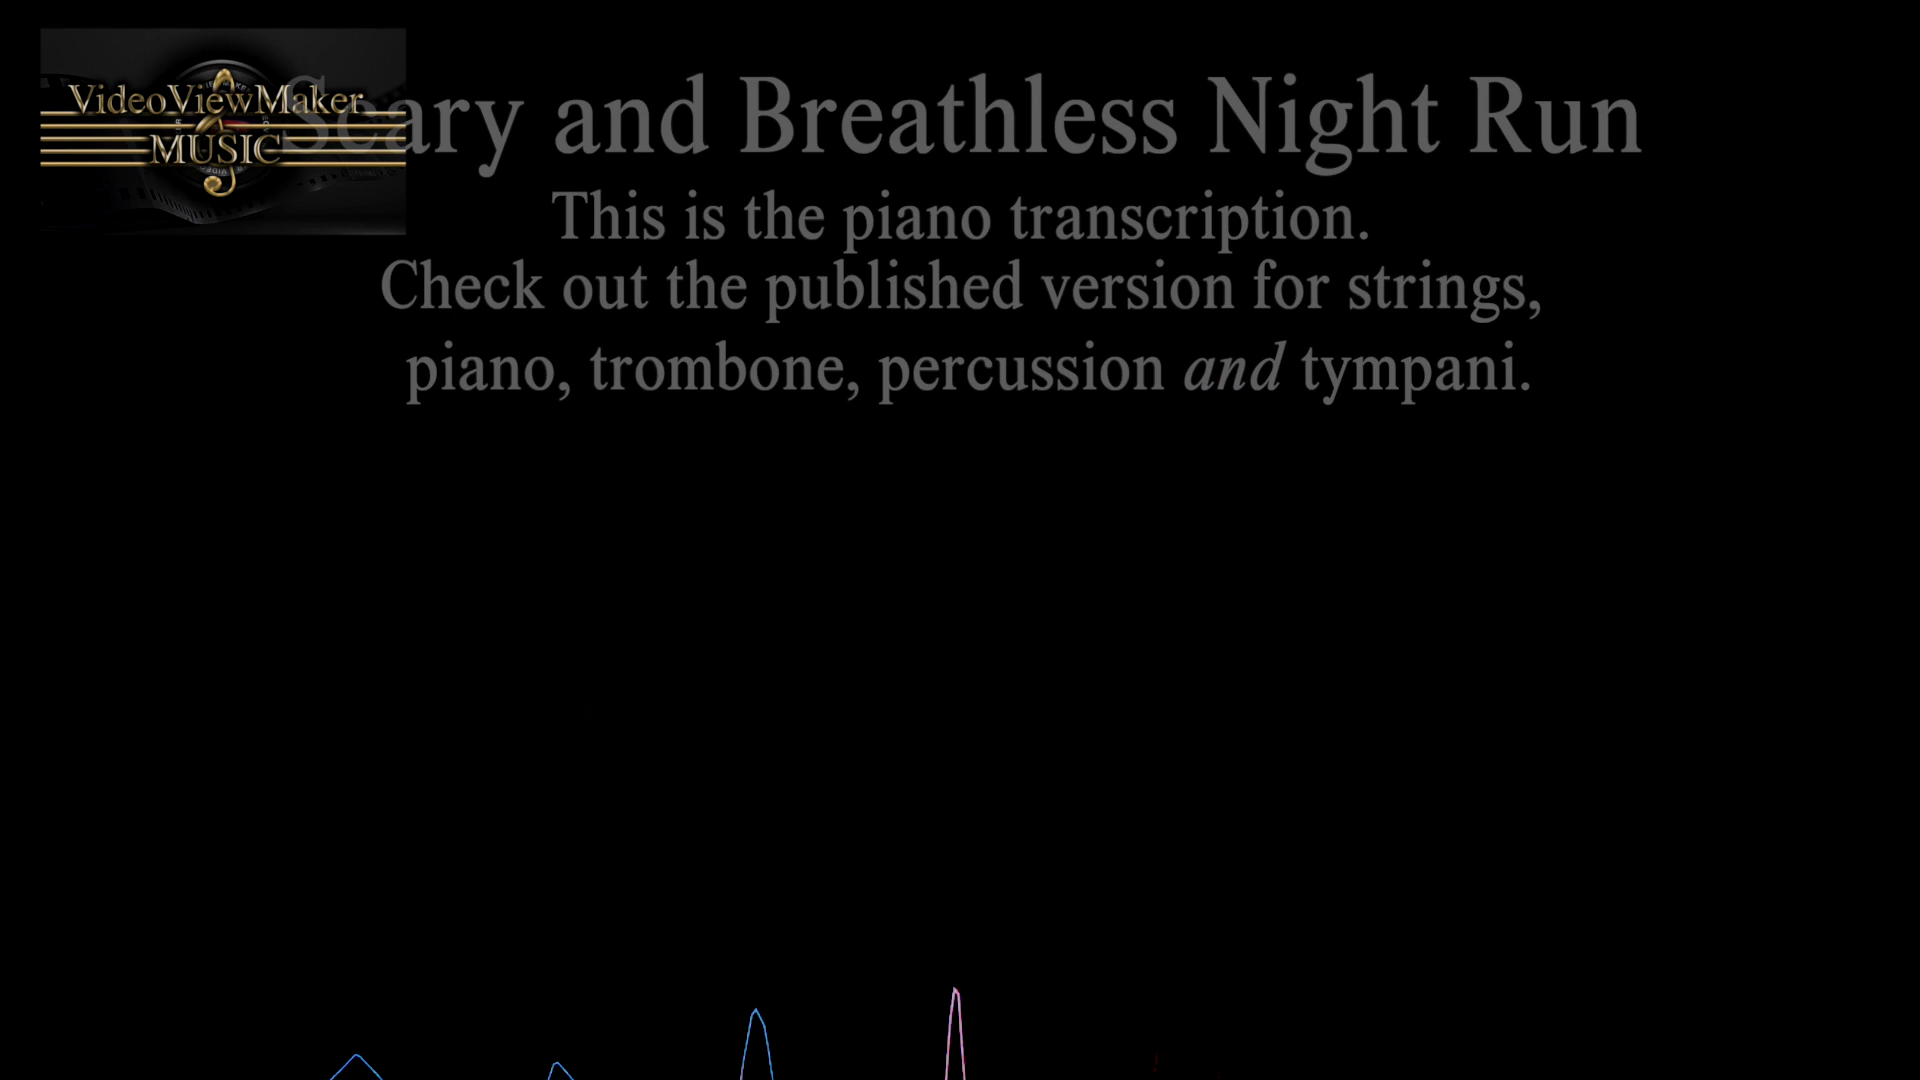 VideoViewMaker
MUSIC
Scary and Breathless Night Run
This is the piano transcription.
Check out the published version for strings,
piano, trombone, percussion and tympani.